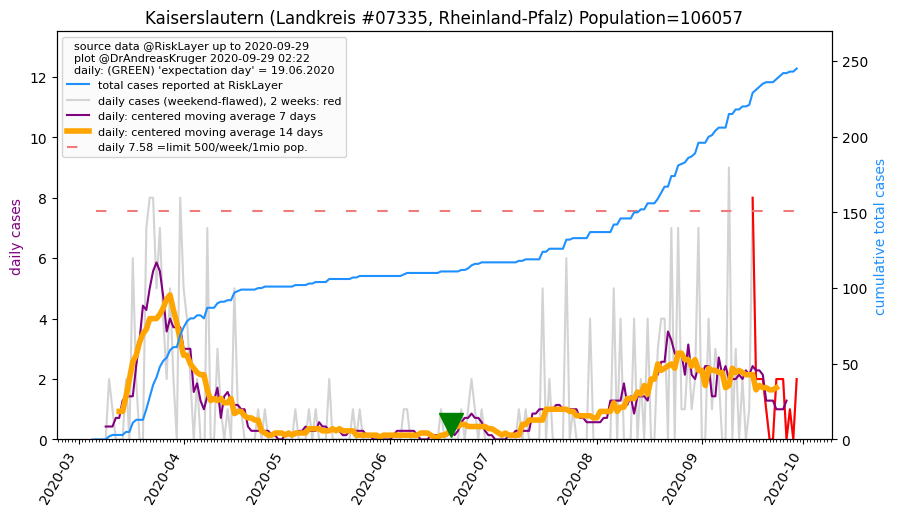 Kaiserslautern (Landkreis #07335, Rheinland-Pfalz) Population=106057
source data @RiskLayer up to 2020-09-29
plot @DrAndreasKruger 2020-09-29 02:22
daily: (GREEN) 'expectation day' = 19.06.2020
total cases reported at RiskLayer
daily cases (weekend-flawed), 2 weeks: red
daily: centered moving average 7 days
daily: centered moving average 14 days
daily 7.58 =limit 500/week/1mio pop.
daily cases
12
10
8
6
4
2
0
250
200
150
100
50
0
cumulative total cases
2020-03
2020-04
2020-05
2020-06
2020-07
2020-08
2020-09
2020-10